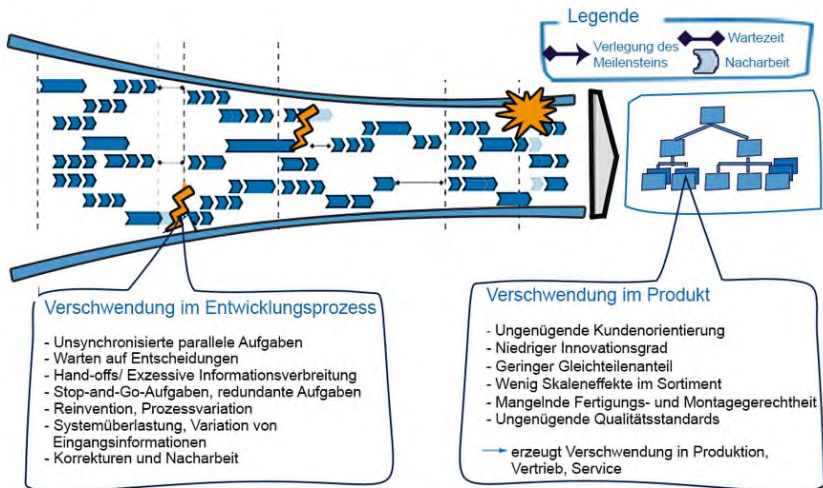 Legende
Verlegung des
Meilensteins
Wartezeit
Nacharbeit
Verschwendung im Entwicklungsprozess
- Unsynchronisierte parallele Aufgaben
- Warten auf Entscheidungen
- Hand-offs/ Exzessive Informationsverbreitung
- Stop-and-Go-Aufgaben, redundante Aufgaben
- Reinvention, Prozessvariation
- Systemüberlastung, Variation von
Eingangsinformationen
- Korrekturen und Nacharbeit
Verschwendung im Produkt
- Ungenügende Kundenorientierung
- Niedriger Innovationsgrad
- Geringer Gleichteilenanteil
- Wenig Skaleneffekte im Sortiment
- Mangelnde Fertigungs- und Montagegerechtheit
- Ungenügende Qualitätsstandards
erzeugt Verschwendung in Produktion,
Vertrieb, Service